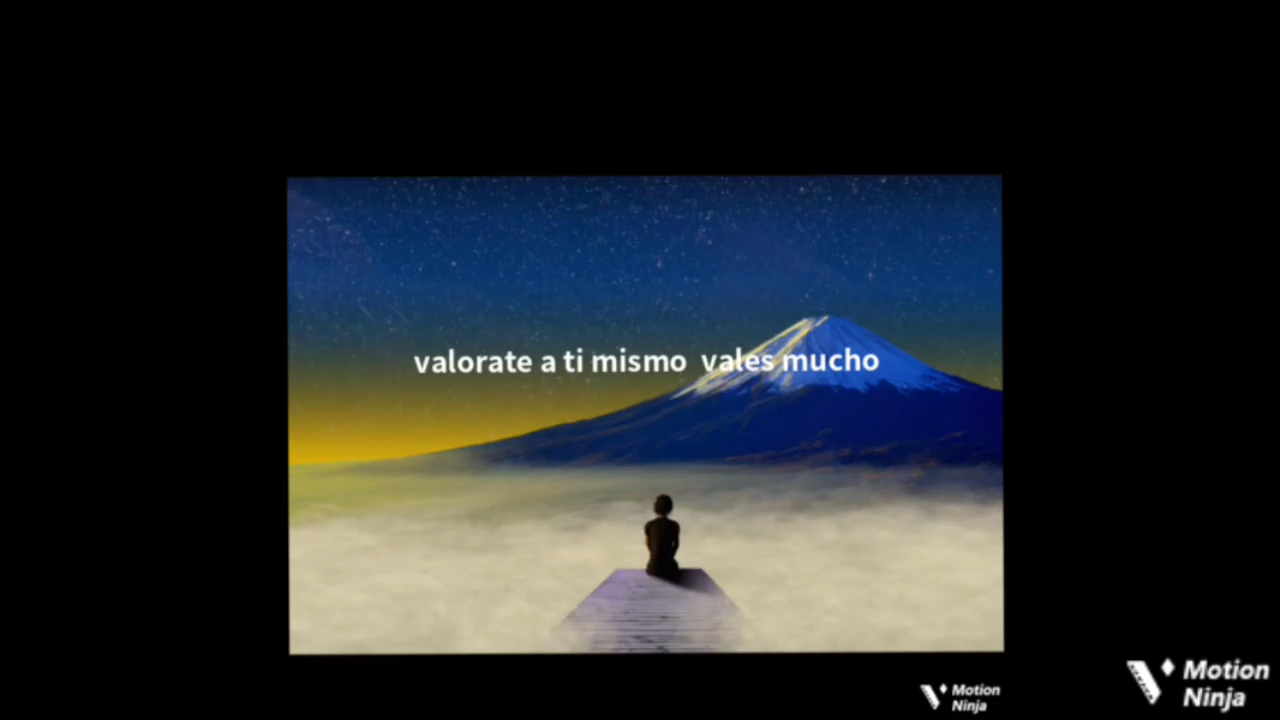 valorate a ti mismo vales mucho
Motion
Ninja
Motion
Ninja